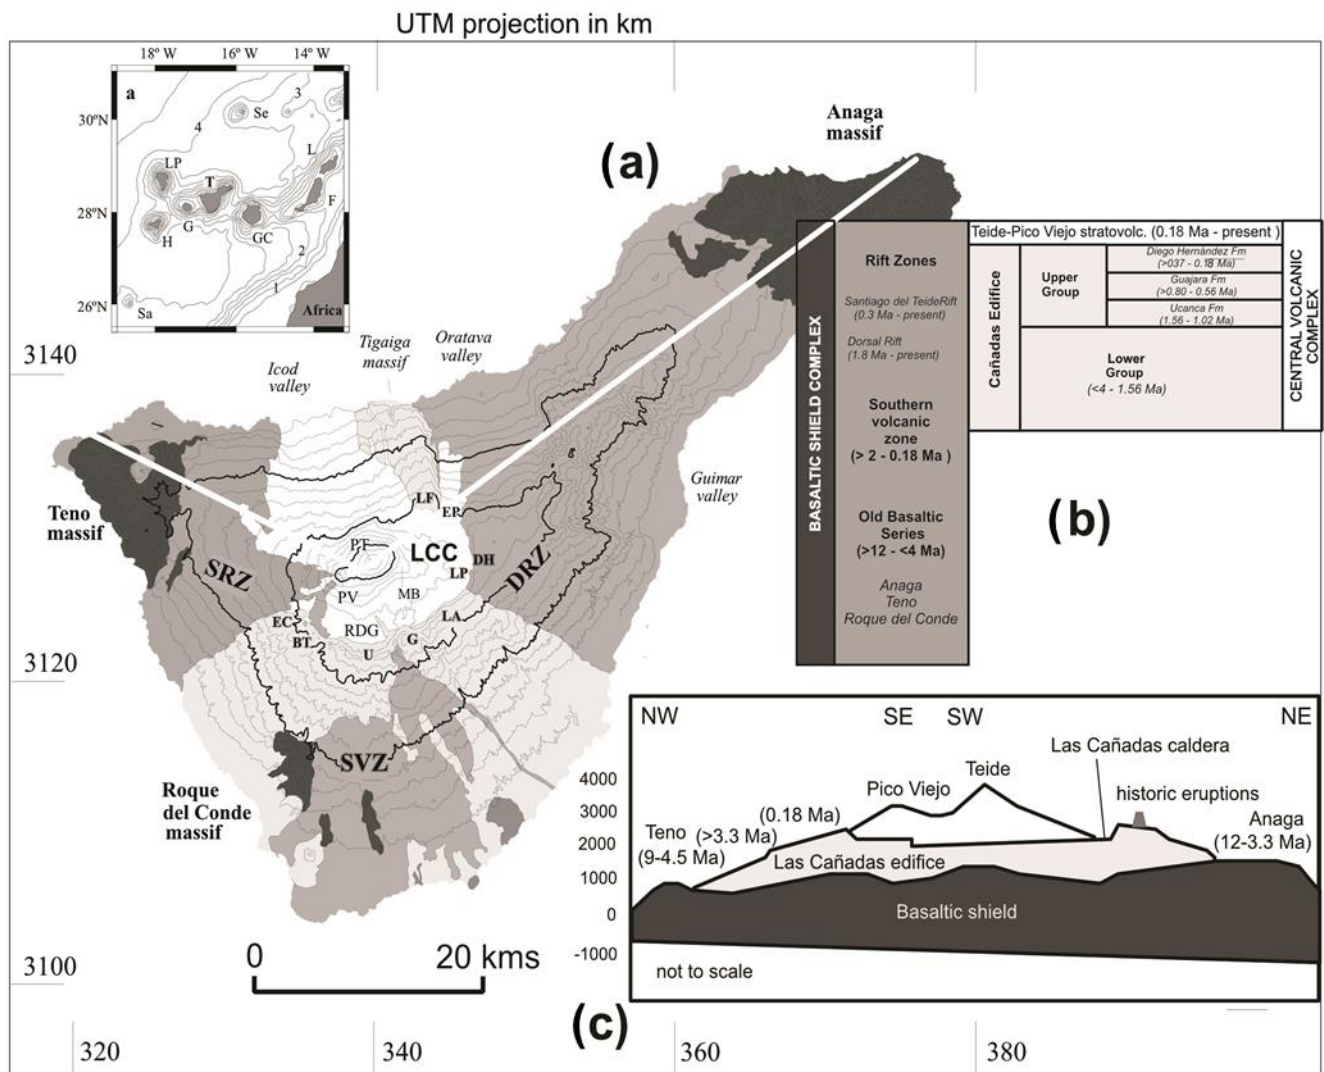 UTM projection in km
18° W
16° W
14° W
a
30ºN
28ºN
26ºN
3
4
Se
L
LP
T
F
G
GC
H
2
1
Sa
Africa
(a)
Anaga
massif
3140
3120
3100
320
340
360
380
Icod
valley
Tigaiga
massif
Oratava
valley
Guimar
valley
Teno
massif
Roque
del Conde
massif
LF
ER
PT
LCC
DH
LP
SRZ
DRZ
PV
MB
EC
LA
BT
RDG
G
U
SVZ
0
20 kms
BASALTIC SHIELD COMPLEX
Rift Zones
Santiago del TeideRift
(0.3 Ma - present)
Dorsal Rift
(1.8 Ma - present)
Southern
volcanic
zone
(> 2 - 0.18 Ma )
Old Basaltic
Series
(>12 - <4 Ma)
Anaga
Teno
Roque del Conde
Teide-Pico Viejo stratovolc. (0.18 Ma - present )
Cañadas Edifice
Upper
Group
Diego Hernández Fm
(>037 - 0.18 Ma)
Guajara Fm
(>0.80 - 0.56 Ma)
Ucanca Fm
(1.56 - 1.02 Ma)
Lower
Group
(<4 - 1.56 Ma)
CENTRAL VOLCANIC
COMPLEX
(b)
NW
SE
SW
NE
Las Cañadas caldera
Teide
Pico Viejo
historic eruptions
4000
3000
2000
1000
0
-1000
(0.18 Ma)
Teno
(9-4.5 Ma)
(>3.3 Ma)
Anaga
(12-3.3 Ma)
Las Cañadas edifice
Basaltic shield
not to scale
(c)